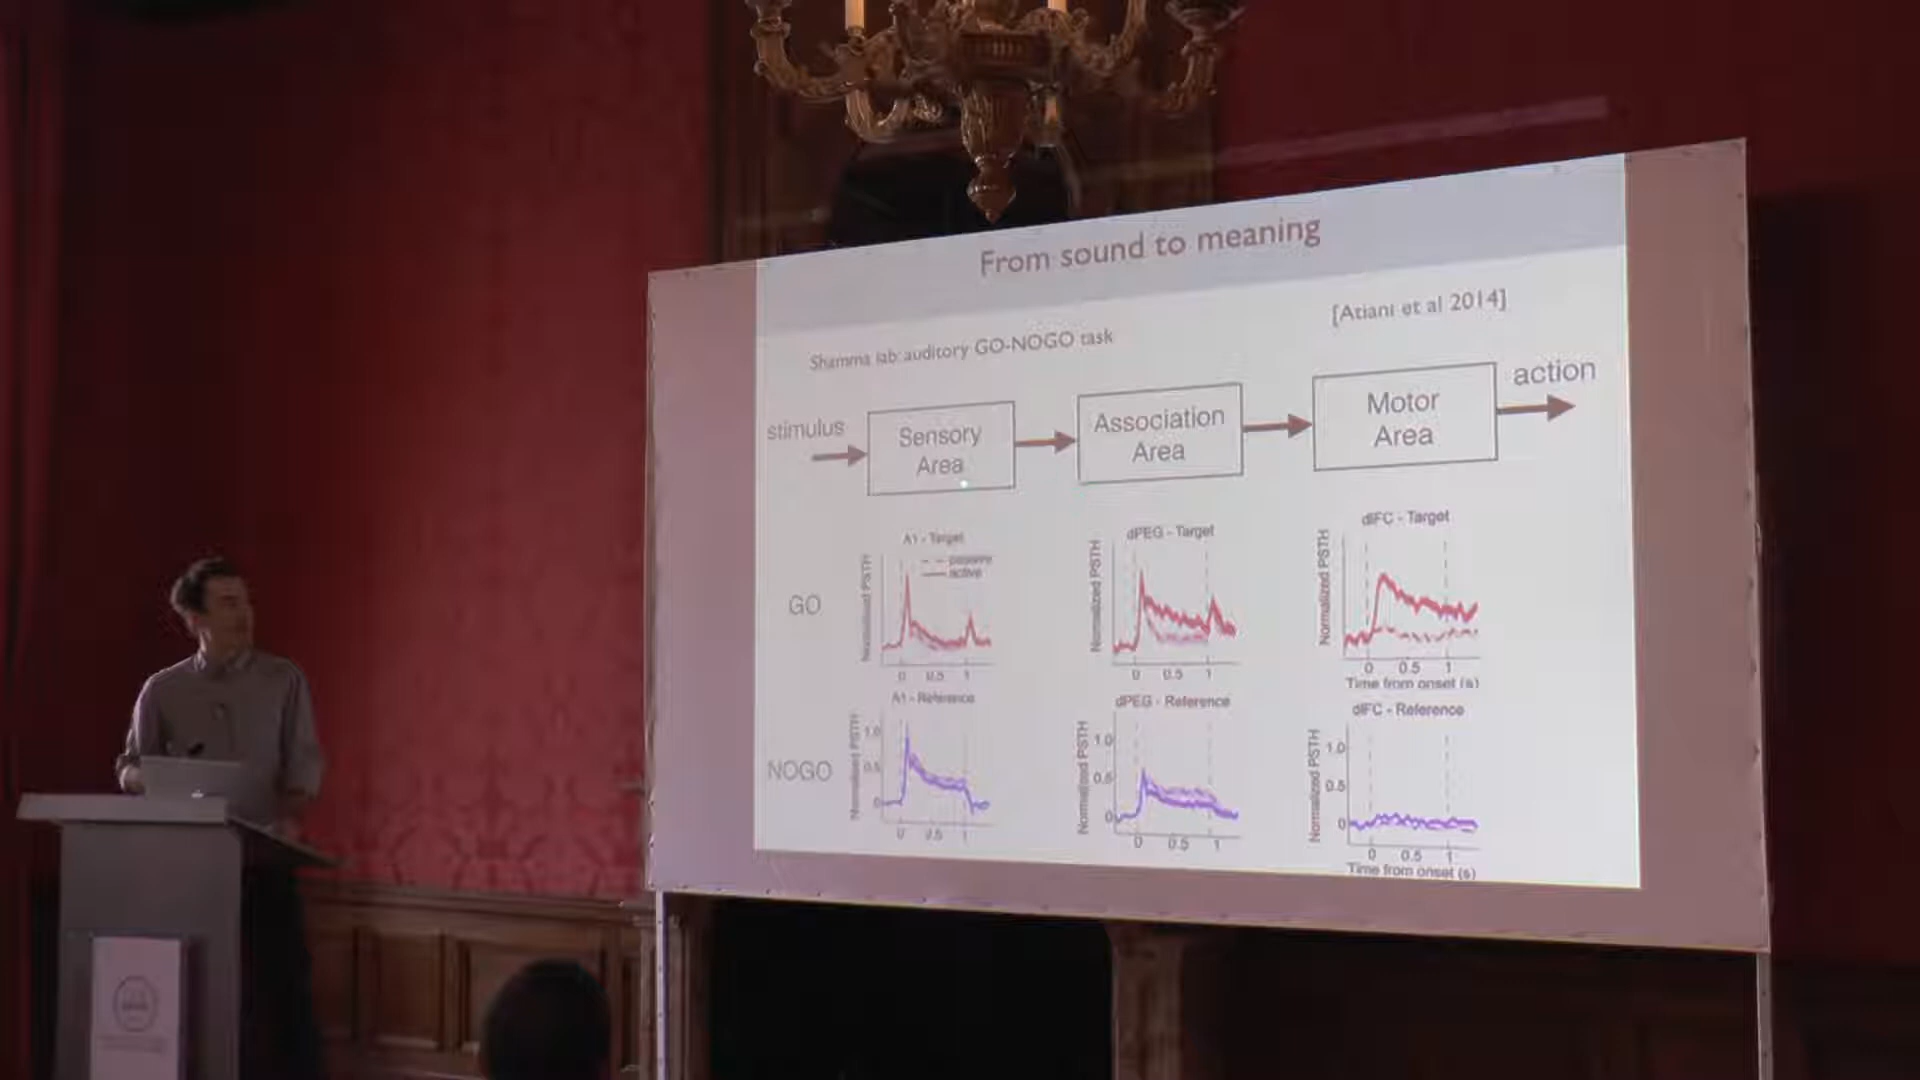 From sound to meaning
[Atiani et al 2014]
Shamma lab: auditory GO-NOGO task
stimulus
Sensory
Area
Association
Area
Motor
Area
action
GO
A1 - Target
passive
active
Normalized PSTH
0 0.5 1
dPEG - Target
Normalized PSTH
0 0.5 1
dlFC - Target
Normalized PSTH
0 0.5 1
Time from onset (s)
NOGO
A1 - Reference
Normalized PSTH
1.0
0.5
0
0 0.5 1
dPEG - Reference
Normalized PSTH
1.0
0.5
0
0 0.5 1
dlFC - Reference
Normalized PSTH
1.0
0.5
0
0 0.5 1
Time from onset (s)